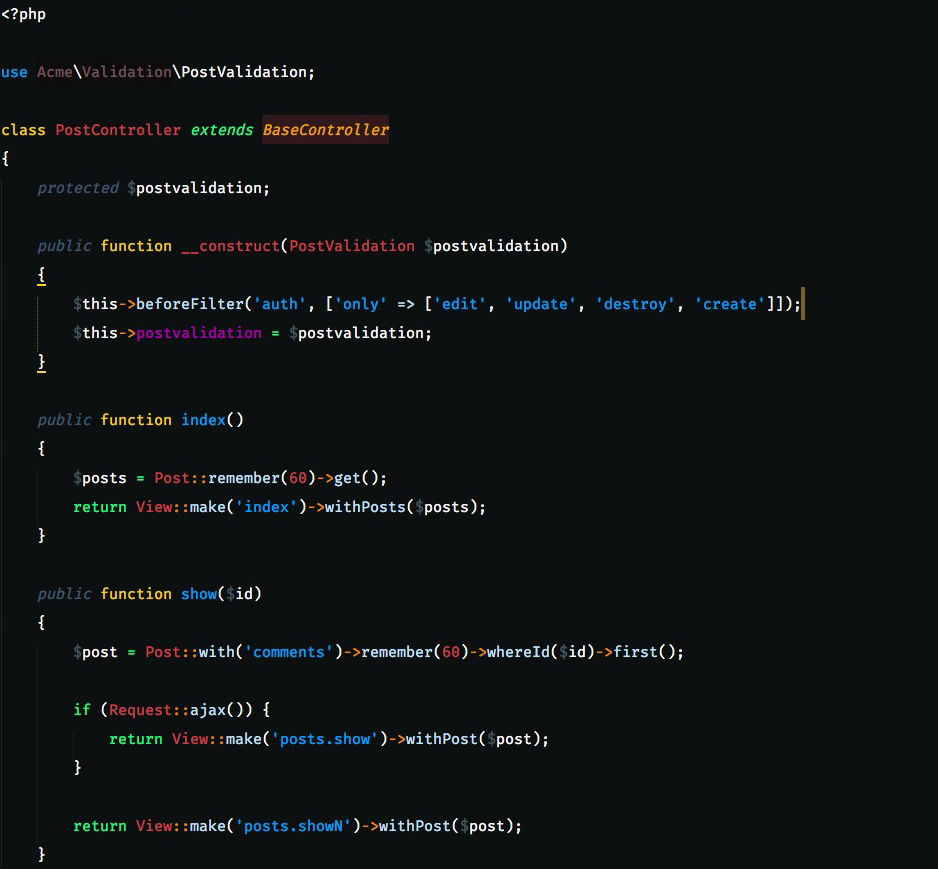 <?php
use Acme\Validation\PostValidation;
class PostController extends BaseController
{
    protected $postvalidation;
    public function __construct(PostValidation $postvalidation)
    {
        $this->beforeFilter('auth', ['only' => ['edit', 'update', 'destroy', 'create']]);
        $this->postvalidation = $postvalidation;
    }
    public function index()
    {
        $posts = Post::remember(60)->get();
        return View::make('index')->withPosts($posts);
    }
    public function show($id)
    {
        $post = Post::with('comments')->remember(60)->whereId($id)->first();
        if (Request::ajax()) {
            return View::make('posts.show')->withPost($post);
        }
        return View::make('posts.showN')->withPost($post);
    }